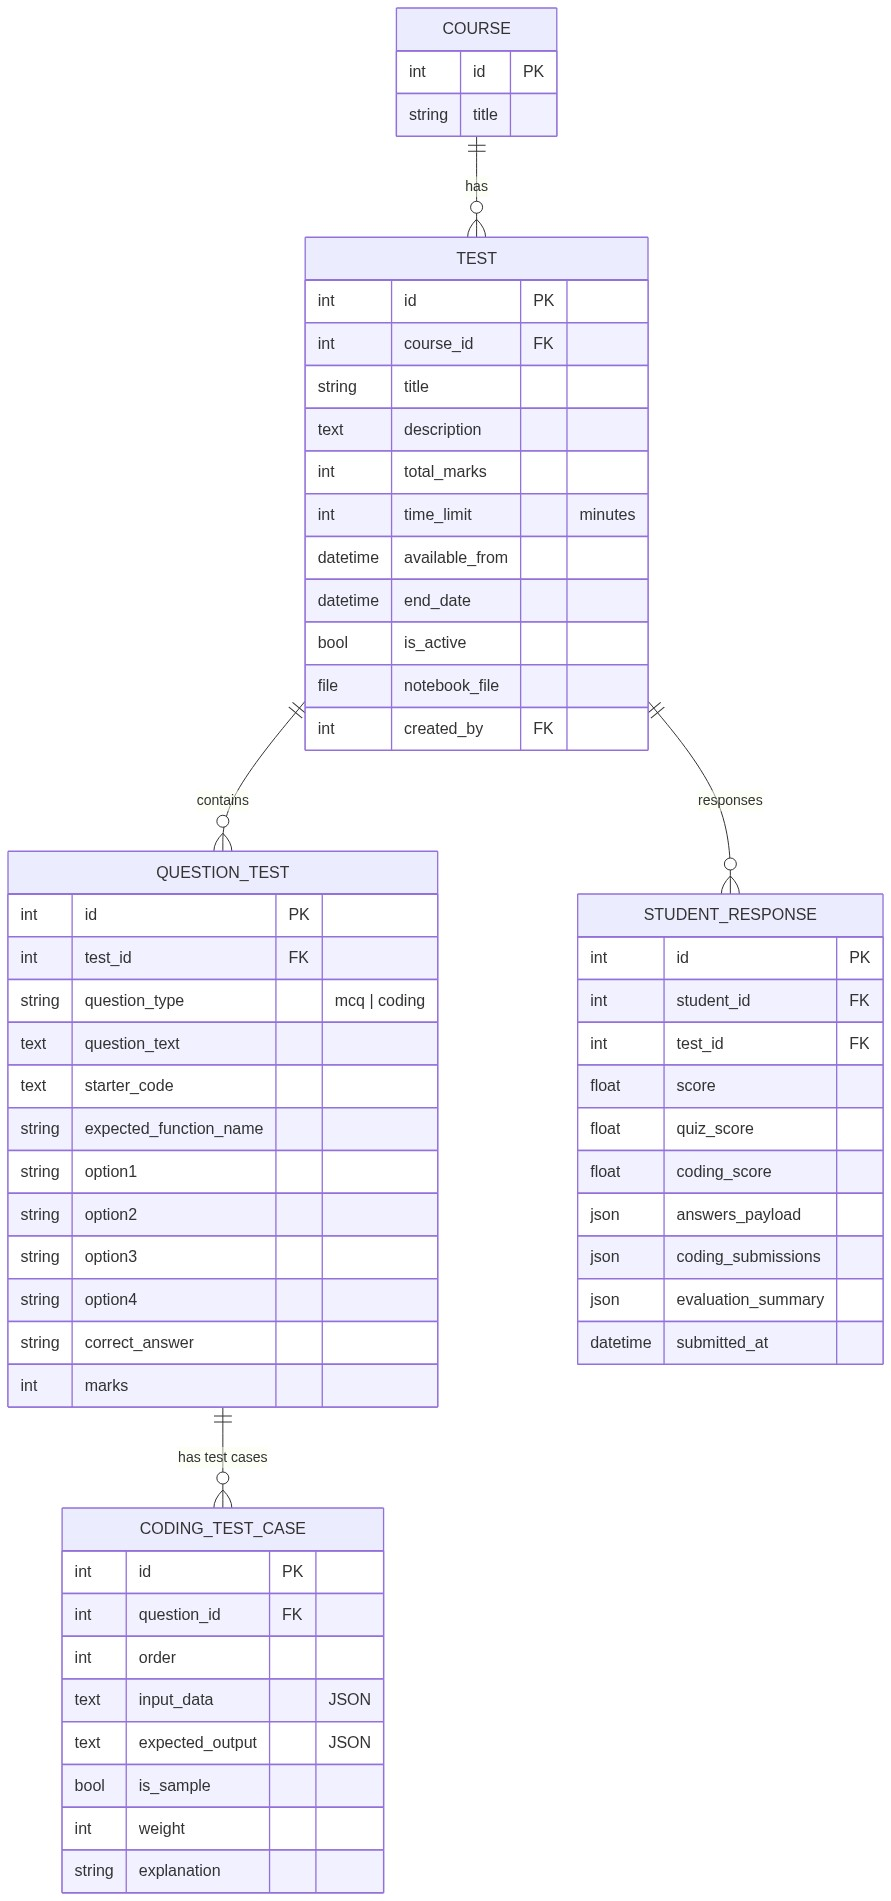 COURSE
int id PK
string title
has
TEST
int id PK
int course_id FK
string title
text description
int total_marks
int time_limit minutes
datetime available_from
datetime end_date
bool is_active
file notebook_file
int created_by FK
contains
responses
QUESTION_TEST
int id PK
int test_id FK
string question_type mcq | coding
text question_text
text starter_code
string expected_function_name
string option1
string option2
string option3
string option4
string correct_answer
int marks
STUDENT_RESPONSE
int id PK
int student_id FK
int test_id FK
float score
float quiz_score
float coding_score
json answers_payload
json coding_submissions
json evaluation_summary
datetime submitted_at
has test cases
CODING_TEST_CASE
int id PK
int question_id FK
int order
text input_data JSON
text expected_output JSON
bool is_sample
int weight
string explanation